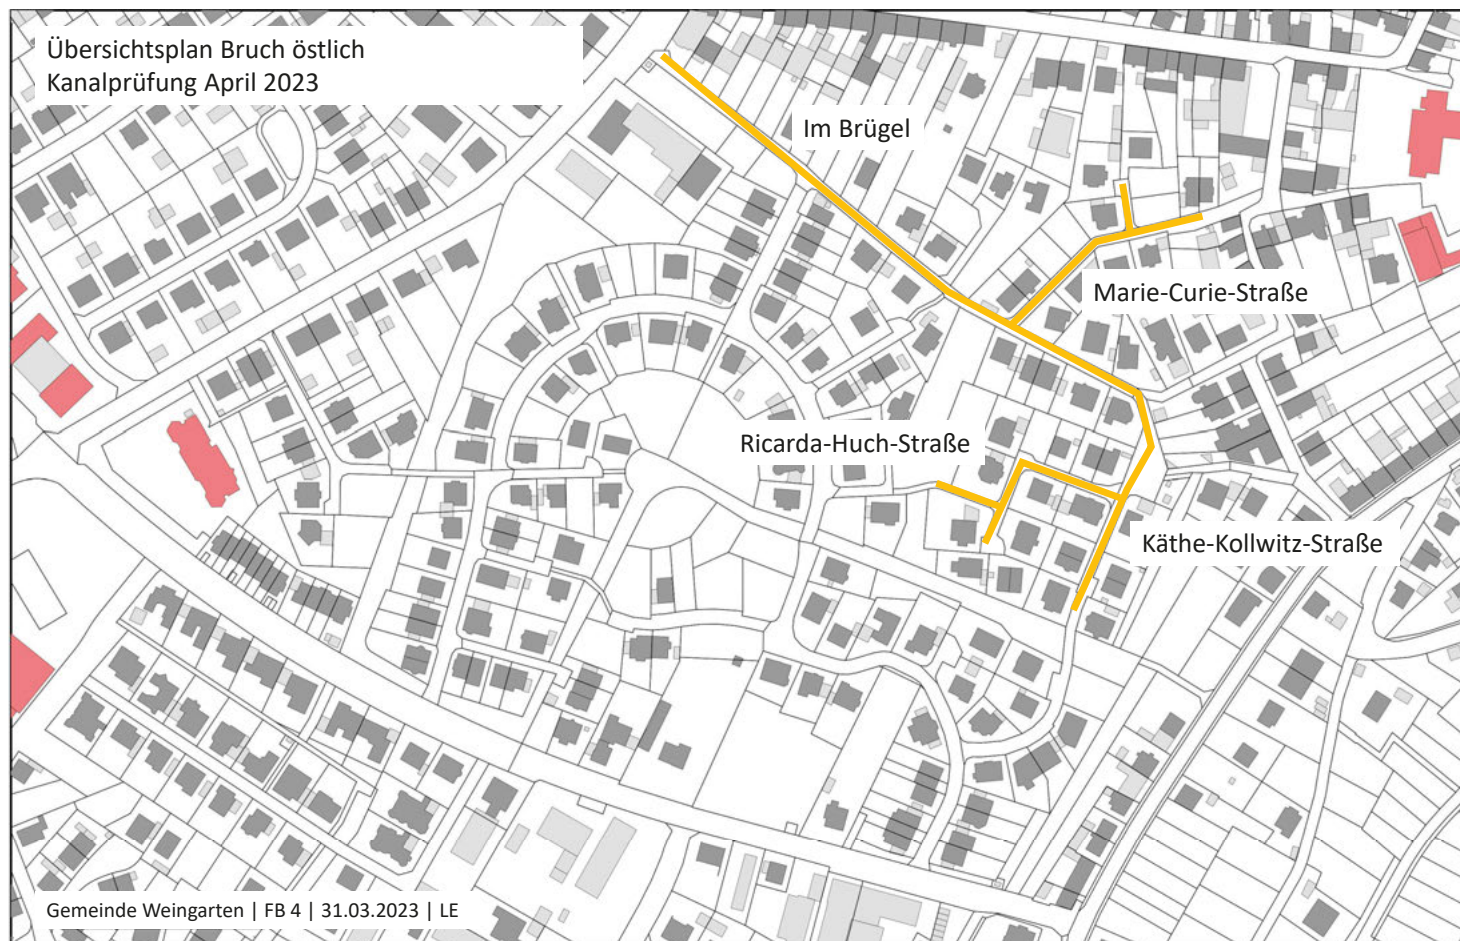 Übersichtsplan Bruch östlich
Kanalprüfung April 2023
Im Brügel
Marie-Curie-Straße
Ricarda-Huch-Straße
Käthe-Kollwitz-Straße
Gemeinde Weingarten | FB 4 | 31.03.2023 | LE